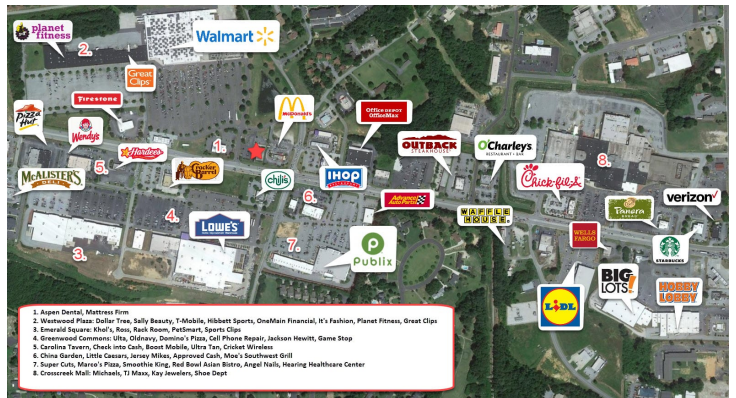 planet fitness
2.
Great Clips
Walmart
Firestone
Pizza Hut
Wendy's
5.
Hardee's
1.
McDonald's
Office DEPOT
OfficeMax
OUTBACK
STEAKHOUSE
O'Charley's
RESTAURANT + BAR
8.
McALISTER'S
DELI
Cracker Barrel
chili's
IHOP
RESTAURANT
6.
Chick-fil-A
Advance Auto Parts
Panera
BREAD
verizon
4.
LOWE'S
WAFFLE HOUSE
WELLS FARGO
STARBUCKS
3.
7.
Publix
LIDL
BIG LOTS!
HOBBY LOBBY
1. Aspen Dental, Mattress Firm
2. Westwood Plaza: Dollar Tree, Sally Beauty, T-Mobile, Hibbett Sports, OneMain Financial, It's Fashion, Planet Fitness, Great Clips
3. Emerald Square: Khol's, Ross, Rack Room, PetSmart, Sports Clips
4. Greenwood Commons: Ulta, Oldnavy, Domino's Pizza, Cell Phone Repair, Jackson Hewitt, Game Stop
5. Carolina Tavern, Check into Cash, Boost Mobile, Ultra Tan, Cricket Wireless
6. China Garden, Little Caesars, Jersey Mikes, Approved Cash, Moe's Southwest Grill
7. Super Cuts, Marco's Pizza, Smoothie King, Red Bowl Asian Bistro, Angel Nails, Hearing Healthcare Center
8. Crosscreek Mall: Michaels, TJ Maxx, Kay Jewelers, Shoe Dept